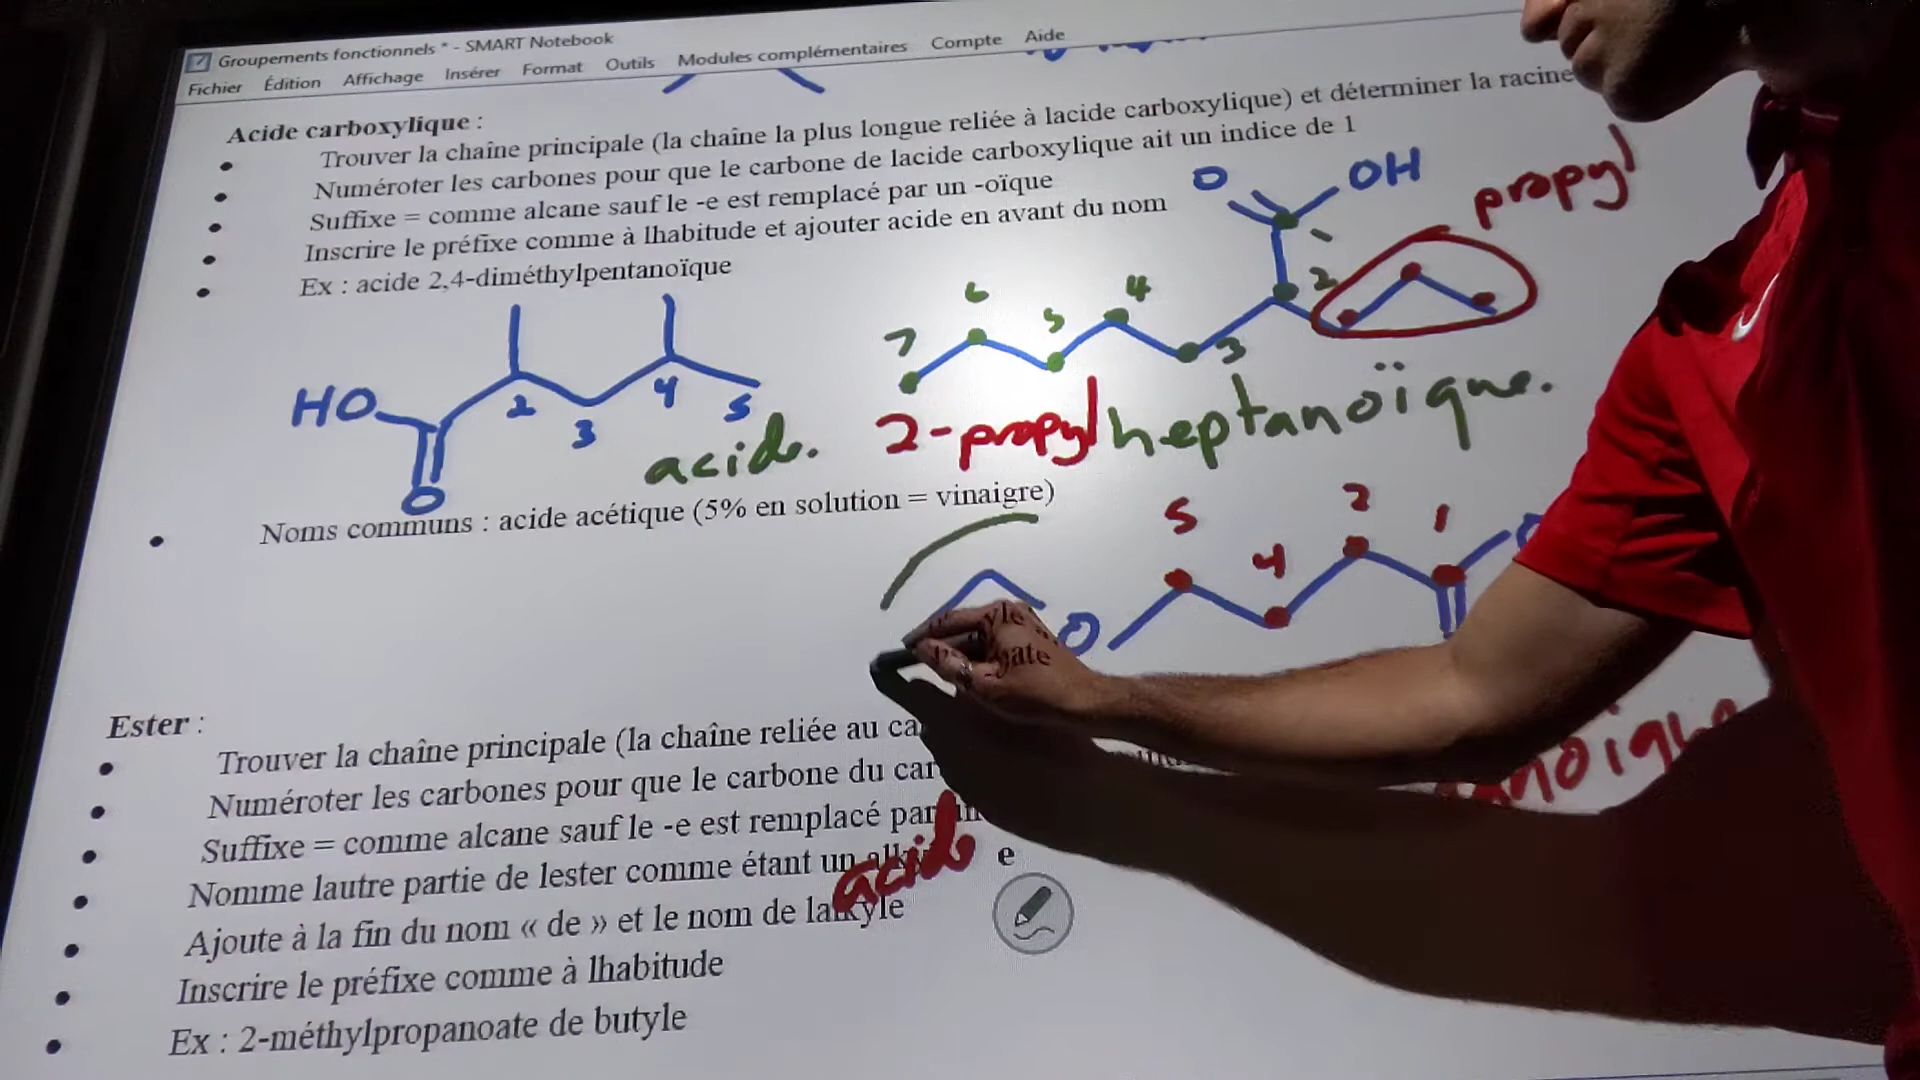 Groupements fonctionnels * - SMART Notebook
Fichier Édition Affichage Insérer Format Outils Modules complémentaires Compte Aide
Acide carboxylique :
• Trouver la chaîne principale (la chaîne la plus longue reliée à lacide carboxylique) et déterminer la racine
• Numéroter les carbones pour que le carbone de lacide carboxylique ait un indice de 1
• Suffixe = comme alcane sauf le -e est remplacé par un -oïque
• Inscrire le préfixe comme à lhabitude et ajouter acide en avant du nom
• Ex : acide 2,4-diméthylpentanoïque
O OH
propyl
2
6 5 4
7 3
HO 2 3 4 5
O
acide. 2-propylheptanoïque.
• Noms communs : acide acétique (5% en solution = vinaigre)
5 4 2 1
O
Ester :
• Trouver la chaîne principale (la chaîne reliée au
• Numéroter les carbones pour que le carbone du
• Suffixe = comme alcane sauf le -e est remplacé par
• Nomme lautre partie de lester comme étant un
acide
e
• Ajoute à la fin du nom « de » et le nom de lalkyle
• Inscrire le préfixe comme à lhabitude
• Ex : 2-méthylpropanoate de butyle